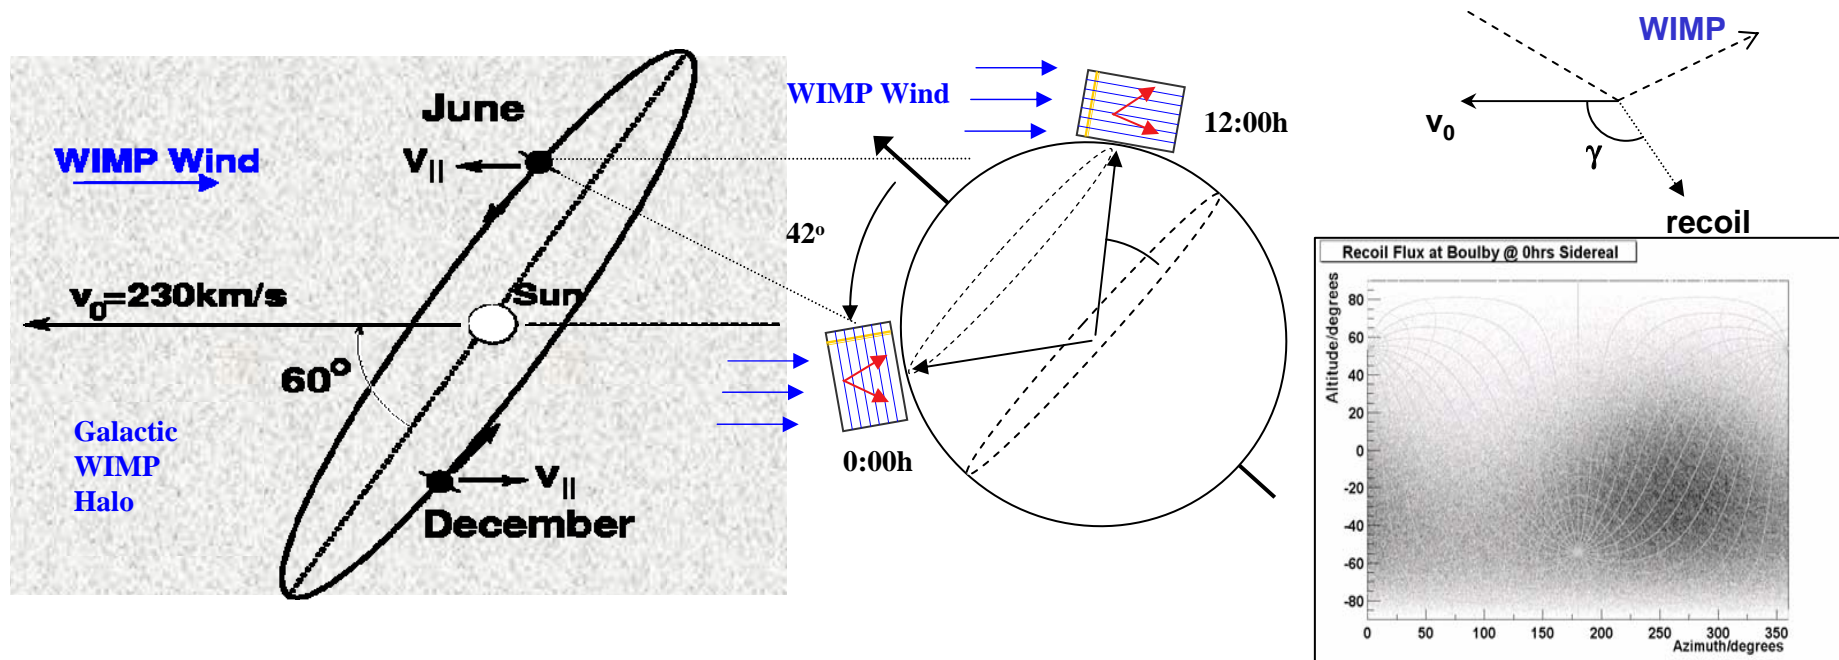 June
WIMP Wind
V||
v₀=230km/s
Sun
60°
Galactic
WIMP
Halo
V||
December
WIMP Wind
12:00h
42°
0:00h
WIMP
v₀
γ
recoil
Recoil Flux at Boulby @ 0hrs Sidereal
Altitude/degrees
80
60
40
20
0
-20
-40
-60
-80
0 50 100 150 200 250 300 350
Azimuth/degrees